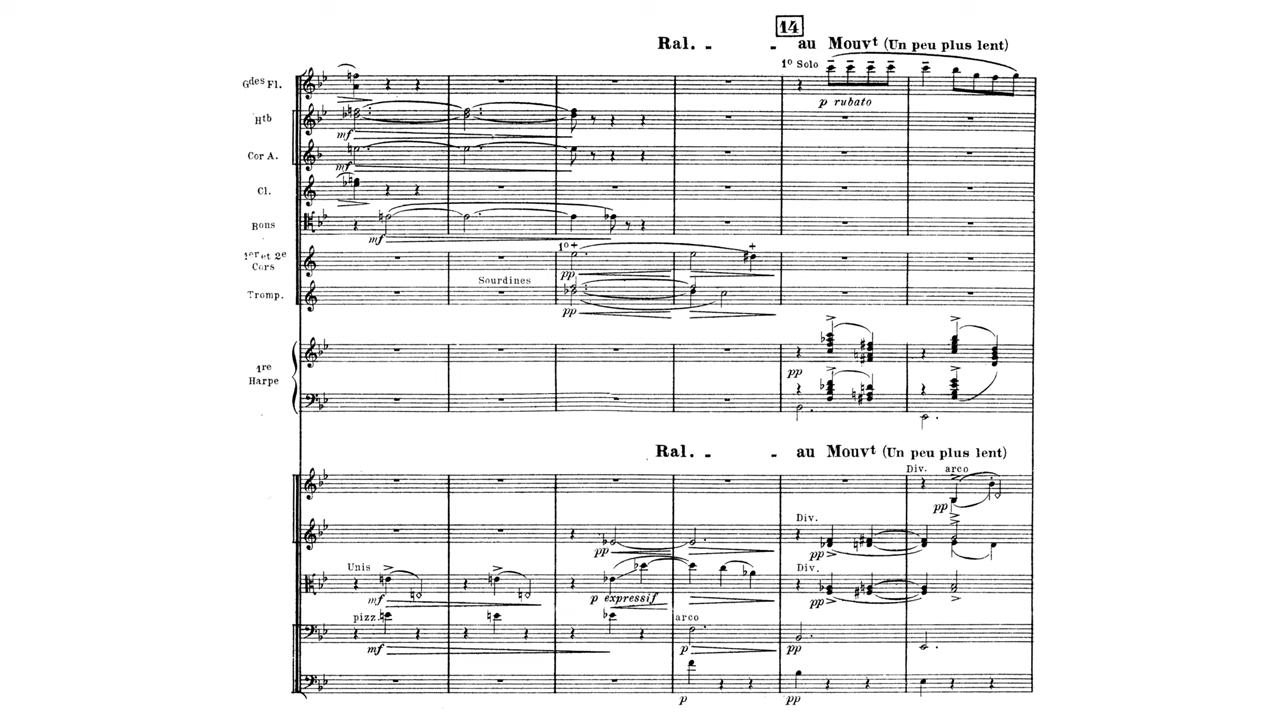 14
Ral. - - au Mouvt (Un peu plus lent)
1º Solo
Gdes Fl.
p rubato
Htb
mf
Cor A.
mf
Cl.
Bons
mf
1er et 2e
Cors
1º
pp
Sourdines
Tromp.
pp
1re
Harpe
pp
Ral. - - au Mouvt (Un peu plus lent)
Div. arco
pp
Div.
pp
pp
Unis
Div.
mf
p expressif
pp
pizz.
arco
mf
p
pp
p
pp